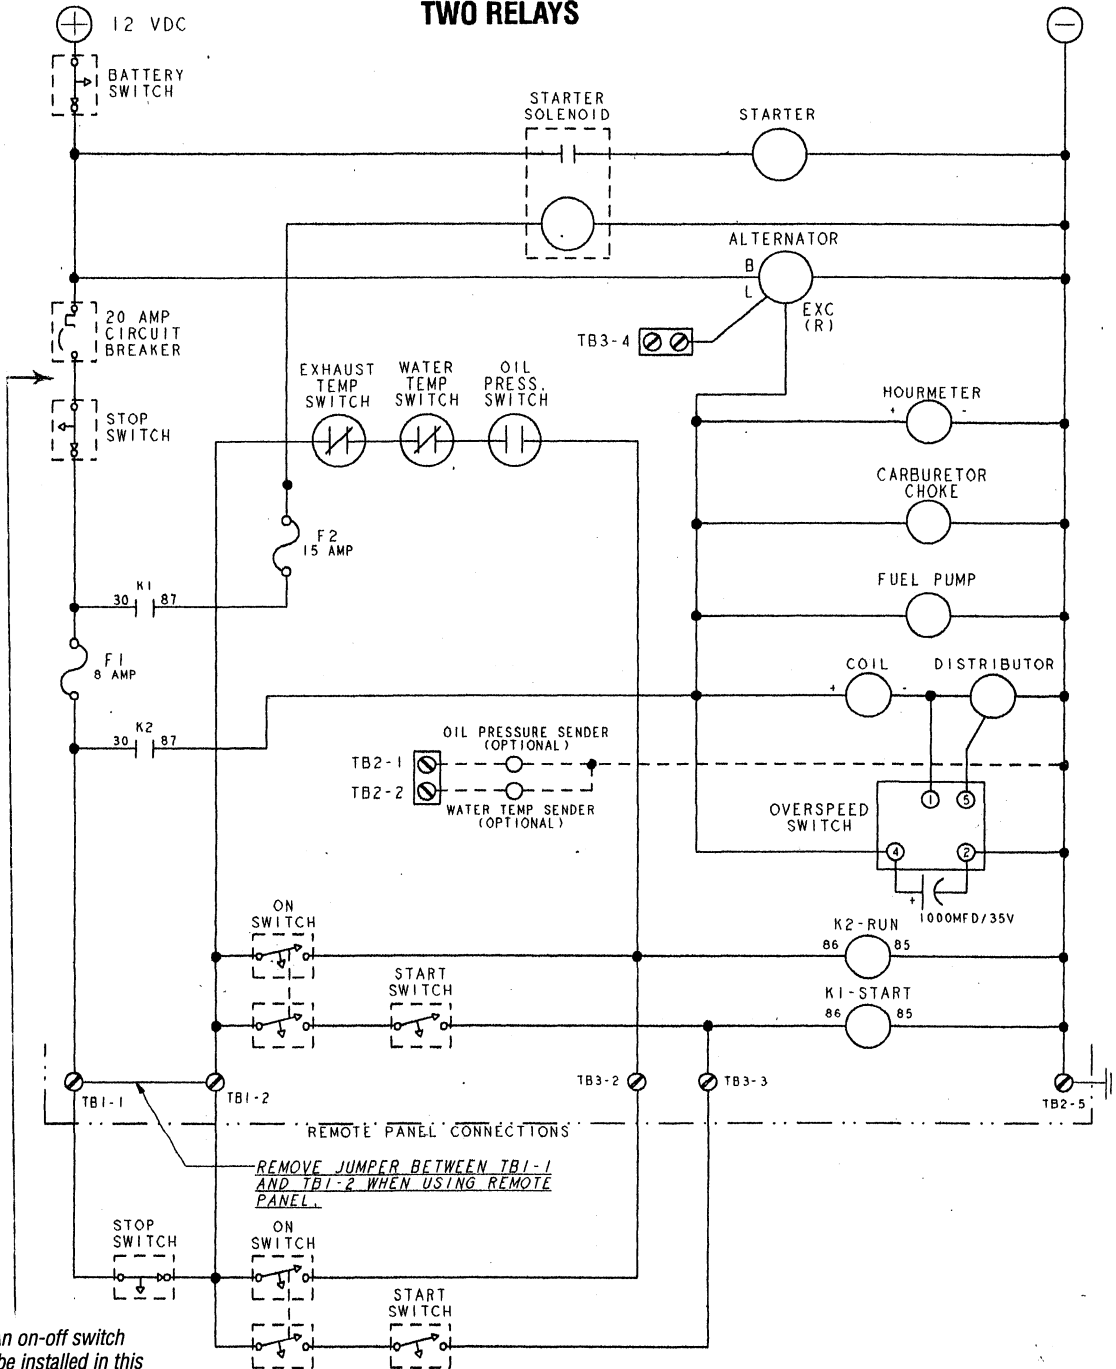 TWO RELAYS
12 VDC
BATTERY
SWITCH
STARTER
SOLENOID
STARTER
ALTERNATOR
B
L
EXC
(R)
TB3-4
20 AMP
CIRCUIT
BREAKER
EXHAUST
TEMP
SWITCH
WATER
TEMP
SWITCH
OIL
PRESS.
SWITCH
HOURMETER
+ -
STOP
SWITCH
CARBURETOR
CHOKE
F2
15 AMP
FUEL PUMP
K1
30 87
F1
8 AMP
COIL
+ -
DISTRIBUTOR
K2
30 87
OIL PRESSURE SENDER
(OPTIONAL)
TB2-1
TB2-2
WATER TEMP SENDER
(OPTIONAL)
OVERSPEED
SWITCH
1 5
4 2
+
1000MFD/35V
ON
SWITCH
K2-RUN
86 85
START
SWITCH
K1-START
86 85
TB1-1
TB1-2
TB3-2
TB3-3
TB2-5
REMOTE PANEL CONNECTIONS
REMOVE JUMPER BETWEEN TB1-1
AND TB1-2 WHEN USING REMOTE
PANEL.
STOP
SWITCH
ON
SWITCH
START
SWITCH
on-off switch
be installed in this